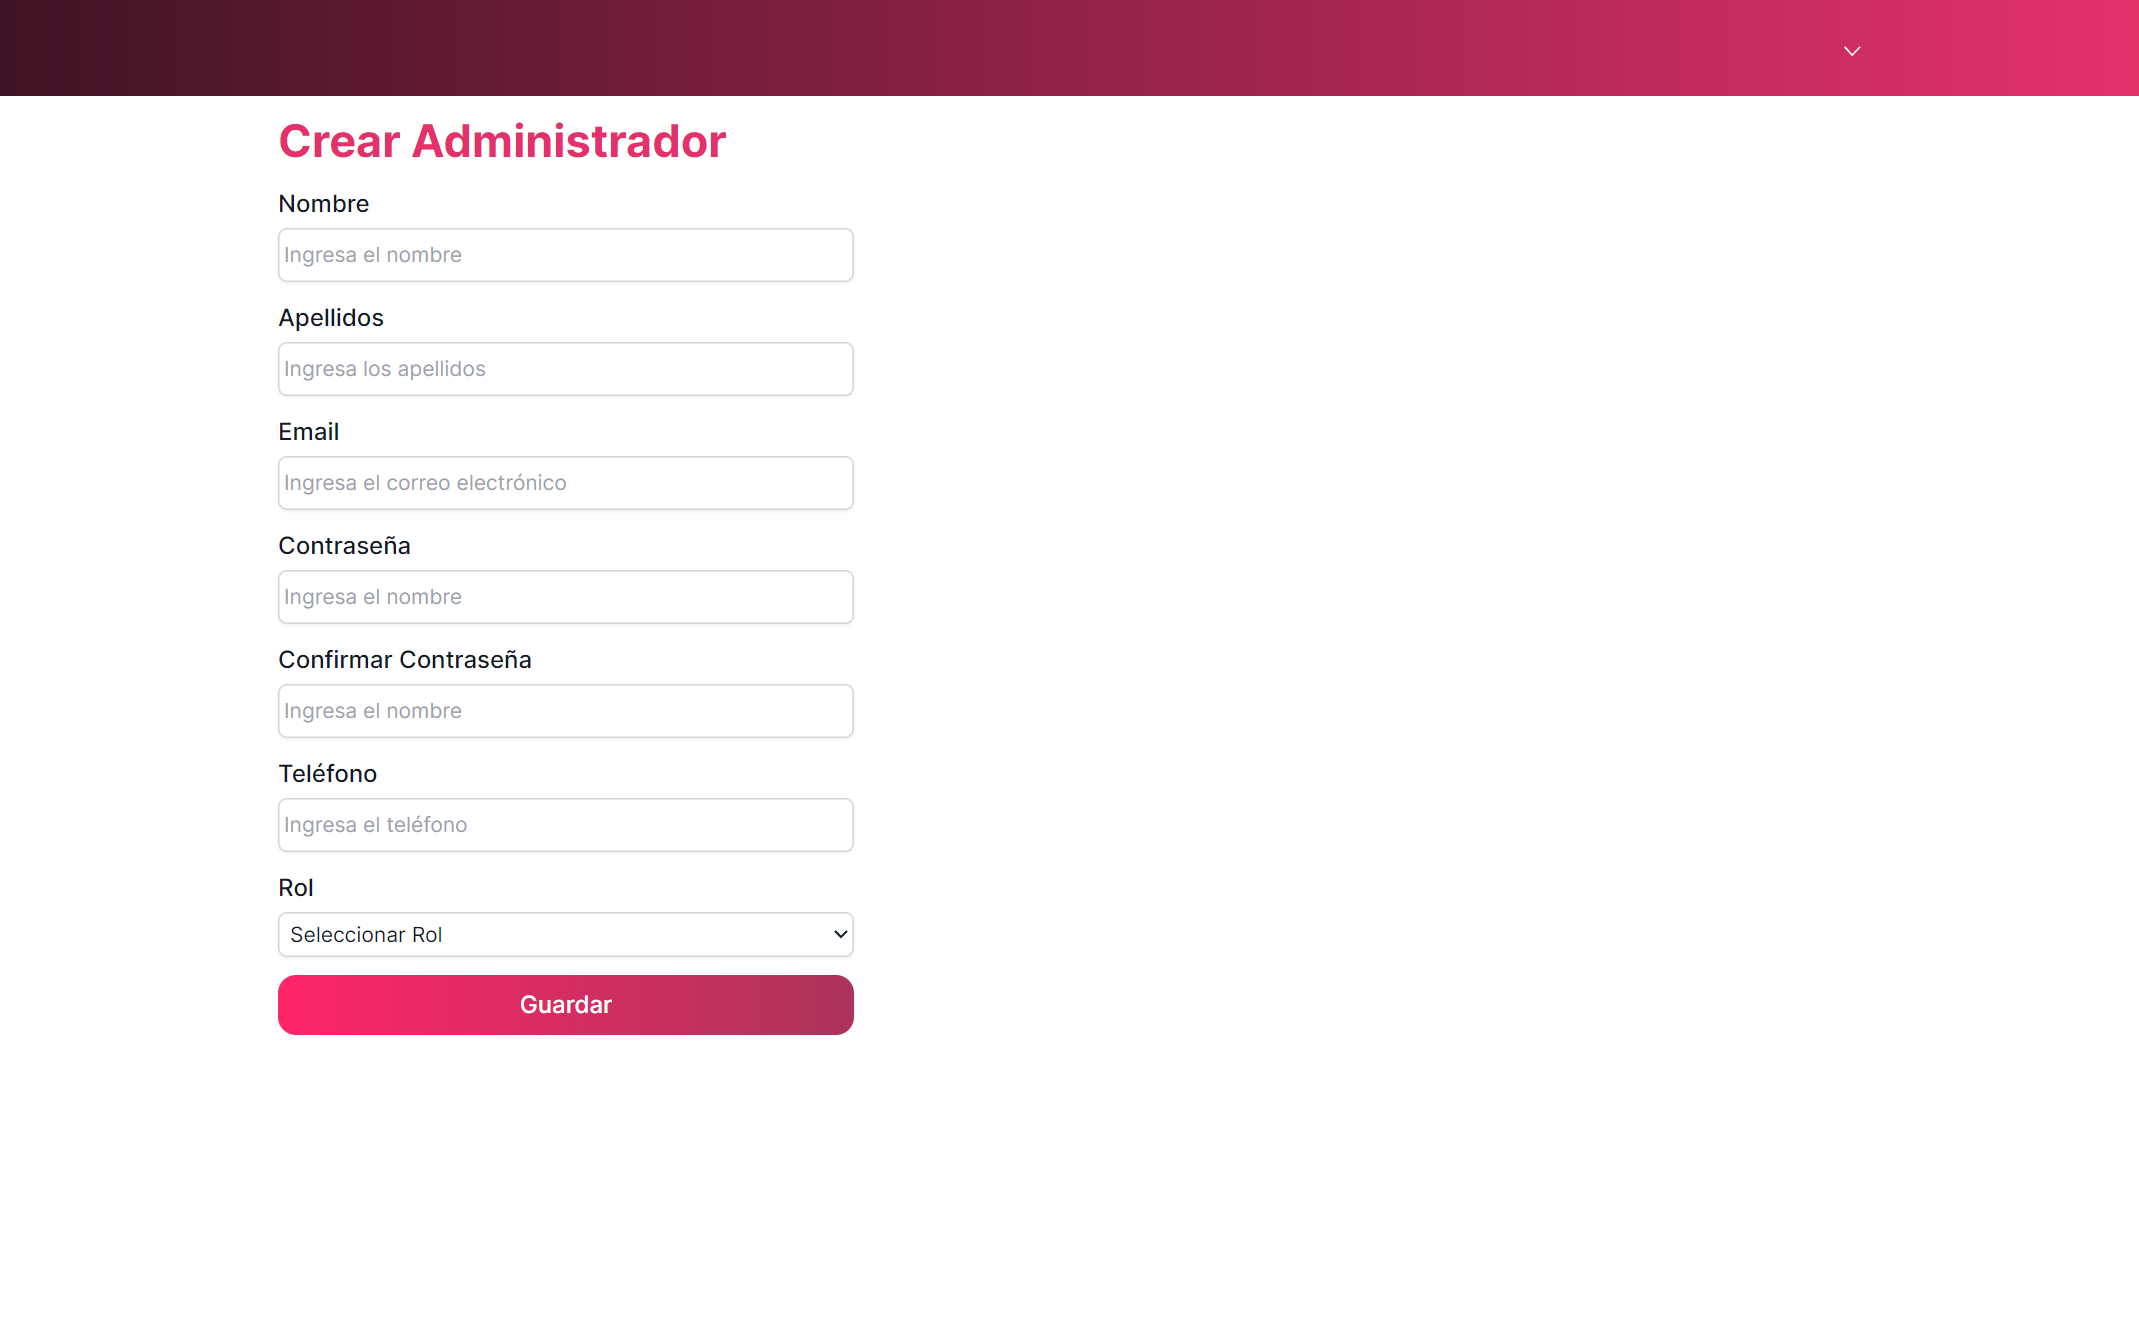 Crear Administrador
Nombre
Ingresa el nombre
Apellidos
Ingresa los apellidos
Email
Ingresa el correo electrónico
Contraseña
Ingresa el nombre
Confirmar Contraseña
Ingresa el nombre
Teléfono
Ingresa el teléfono
Rol
Seleccionar Rol
Guardar